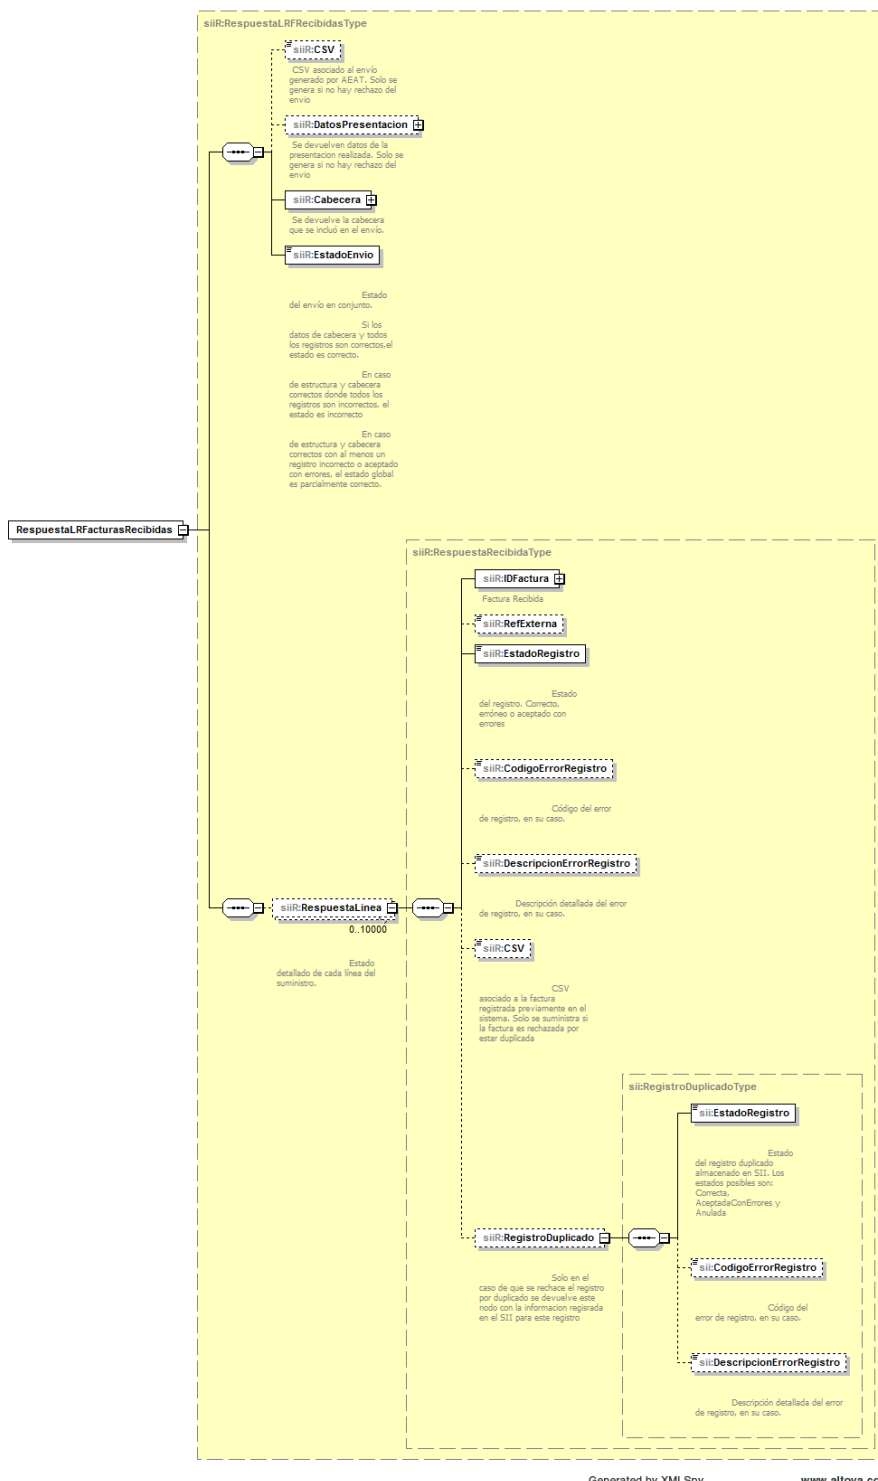 siiR:RespuestaLRFRecibidasType
siiR:CSV
CSV asociado al envío
generado por AEAT. Solo se
genera si no hay rechazo del
envio
siiR:DatosPresentacion
Se devuelven datos de la
presentacion realizada. Solo se
genera si no hay rechazo del
envio
siiR:Cabecera
Se devuelve la cabecera
que se incluó en el envío.
siiR:EstadoEnvio
Estado
del envío en conjunto.
Si los
datos de cabecera y todos
los registros son correctos,el
estado es correcto.
En caso
de estructura y cabecera
correctos donde todos los
registros son incorrectos, el
estado es incorrecto
En caso
de estructura y cabecera
correctos con al menos un
registro incorrecto o aceptado
con errores, el estado global
es parcialmente correcto.
RespuestaLRFacturasRecibidas
siiR:RespuestaRecibidaType
siiR:IDFactura
Factura Recibida
siiR:RefExterna
siiR:EstadoRegistro
Estado
del registro. Correcto,
erróneo o aceptado con
errores
siiR:CodigoErrorRegistro
Código del error
de registro, en su caso.
siiR:DescripcionErrorRegistro
Descripción detallada del error
de registro, en su caso.
siiR:RespuestaLinea
0..10000
Estado
detallado de cada línea del
suministro.
siiR:CSV
CSV
asociado a la factura
registrada previamente en el
sistema. Solo se suministra si
la factura es rechazada por
estar duplicada
sii:RegistroDuplicadoType
sii:EstadoRegistro
Estado
del registro duplicado
almacenado en SII. Los
estados posibles son:
Correcta,
AceptadaConErrores y
Anulada
siiR:RegistroDuplicado
Solo en el
caso de que se rechace el registro
por duplicado se devuelve este
nodo con la informacion regisrada
en el SII para este registro
sii:CodigoErrorRegistro
Código del
error de registro, en su caso.
sii:DescripcionErrorRegistro
Descripción detallada del error
de registro, en su caso.
Generated by XMLSpy
www.altova.co